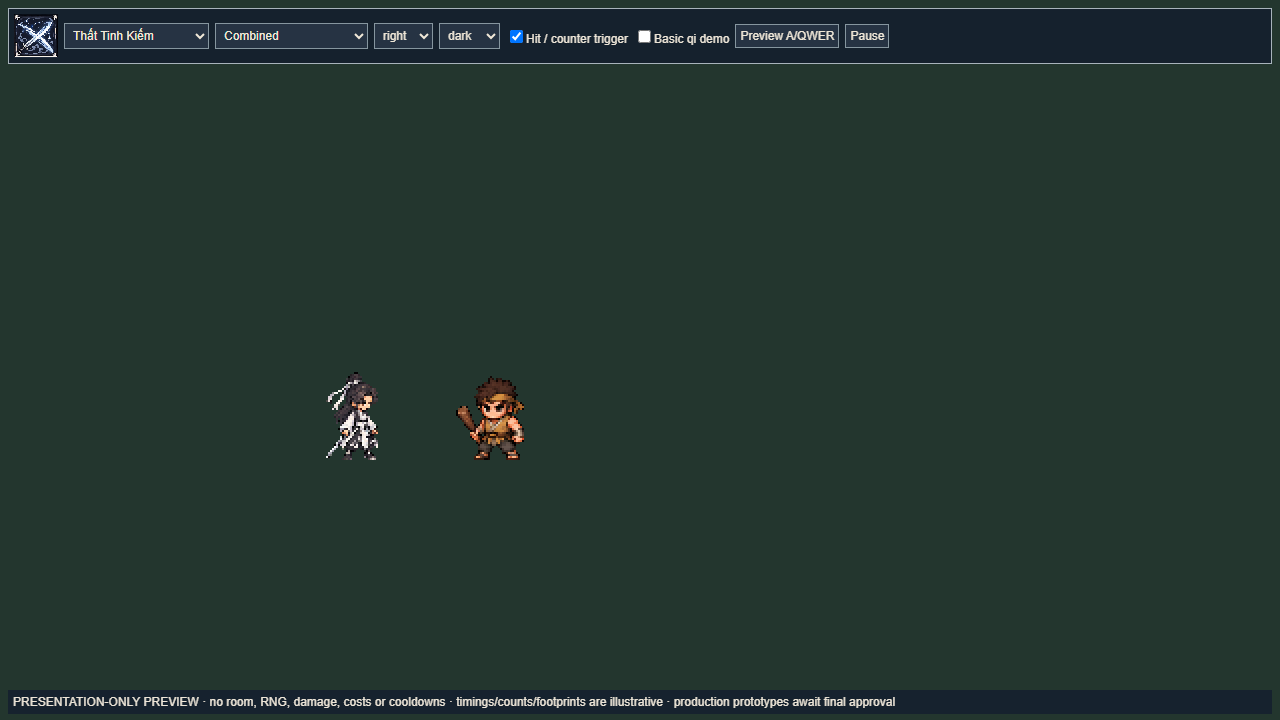 Thất Tinh Kiếm Combined right dark Hit / counter trigger Basic qi demo Preview A/QWER Pause
PRESENTATION-ONLY PREVIEW · no room, RNG, damage, costs or cooldowns · timings/counts/footprints are illustrative · production prototypes await final approval